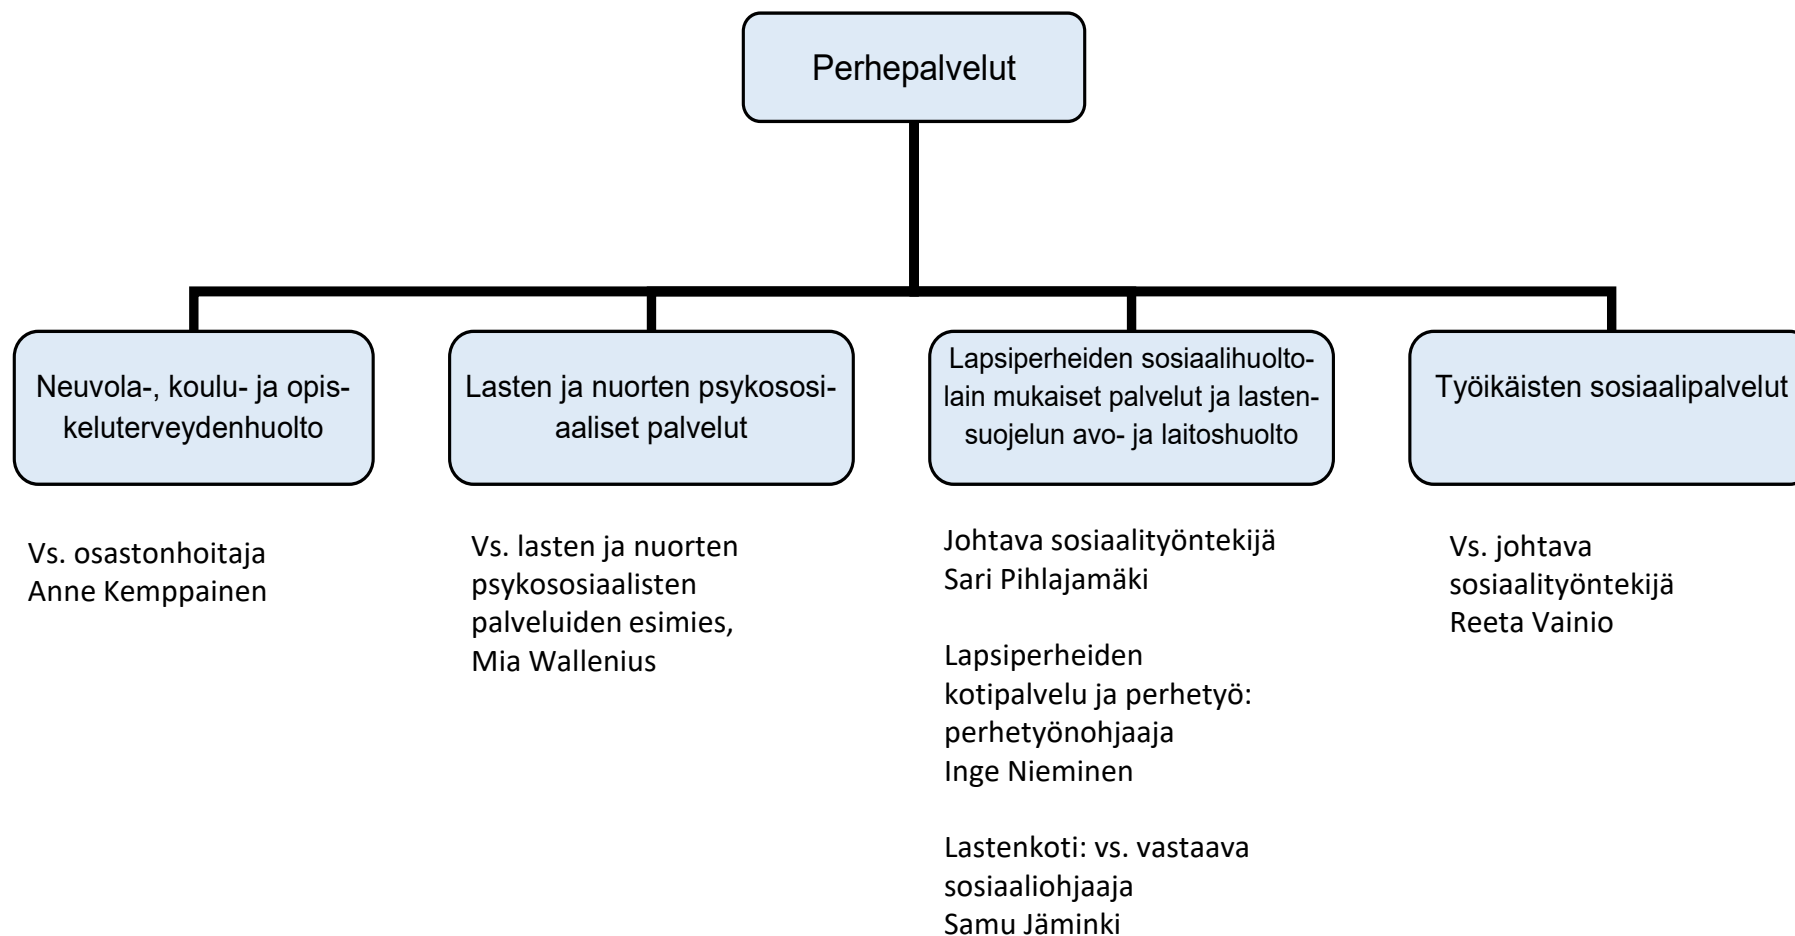 Perhepalvelut
Neuvola-, koulu- ja opis-
keluterveydenhuolto
Vs. osastonhoitaja
Anne Kemppainen
Lasten ja nuorten psykososi-
aaliset palvelut
Vs. lasten ja nuorten
psykososiaalisten
palveluiden esimies,
Mia Wallenius
Lapsiperheiden sosiaalihuolto-
lain mukaiset palvelut ja lasten-
suojelun avo- ja laitoshuolto
Johtava sosiaalityöntekijä
Sari Pihlajamäki
Lapsiperheiden
kotipalvelu ja perhetyö:
perhetyönohjaaja
Inge Nieminen
Lastenkoti: vs. vastaava
sosiaaliohjaaja
Samu Jäminki
Työikäisten sosiaalipalvelut
Vs. johtava
sosiaalityöntekijä
Reeta Vainio